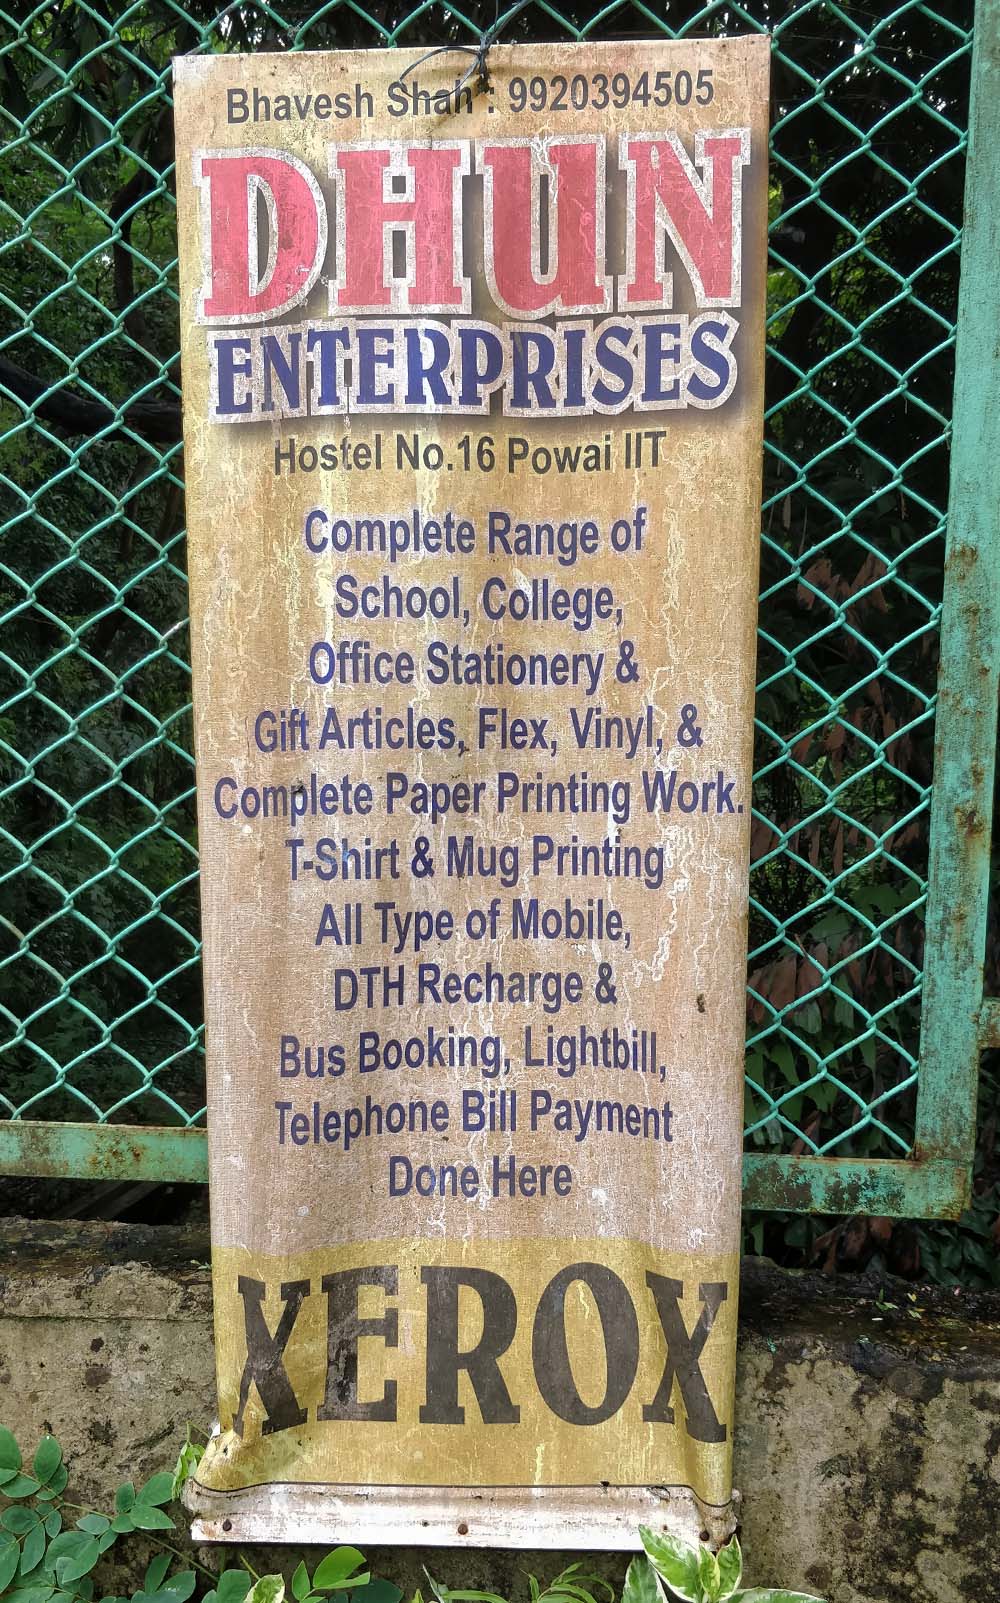 Bhavesh Shah : 9920394505
DHUN
ENTERPRISES
Hostel No.16 Powai IIT
Complete Range of
School, College,
Office Stationery &
Gift Articles, Flex, Vinyl, &
Complete Paper Printing Work.
T-Shirt & Mug Printing
All Type of Mobile,
DTH Recharge &
Bus Booking, Lightbill,
Telephone Bill Payment
Done Here
XEROX